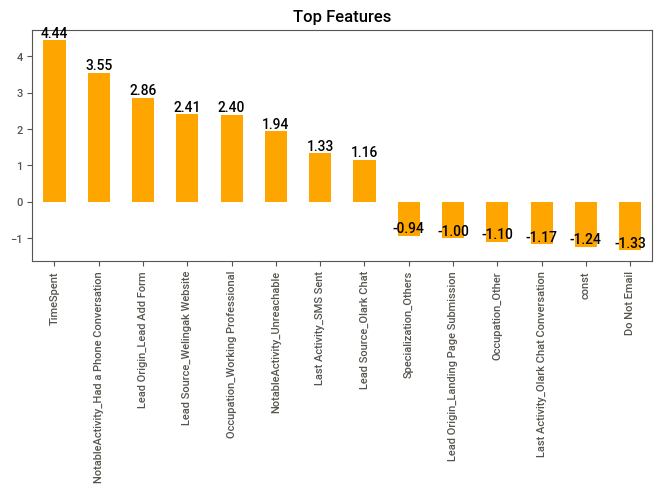 Top Features
4.44
3.55
2.86
2.41
2.40
1.94
1.33
1.16
-0.94
-1.00
-1.10
-1.17
-1.24
-1.33
4
3
2
1
0
−1
TimeSpent
NotableActivity_Had a Phone Conversation
Lead Origin_Lead Add Form
Lead Source_Welingak Website
Occupation_Working Professional
NotableActivity_Unreachable
Last Activity_SMS Sent
Lead Source_Olark Chat
Specialization_Others
Lead Origin_Landing Page Submission
Occupation_Other
Last Activity_Olark Chat Conversation
const
Do Not Email